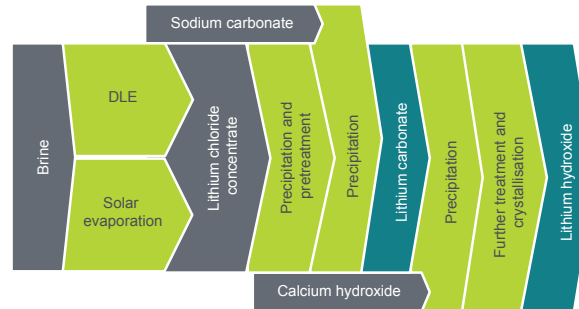 Sodium carbonate
Brine
DLE
Solar
evaporation
Lithium chloride
concentrate
Precipitation and
pretreatment
Precipitation
Lithium carbonate
Precipitation
Further treatment and
crystallisation
Lithium hydroxide
Calcium hydroxide